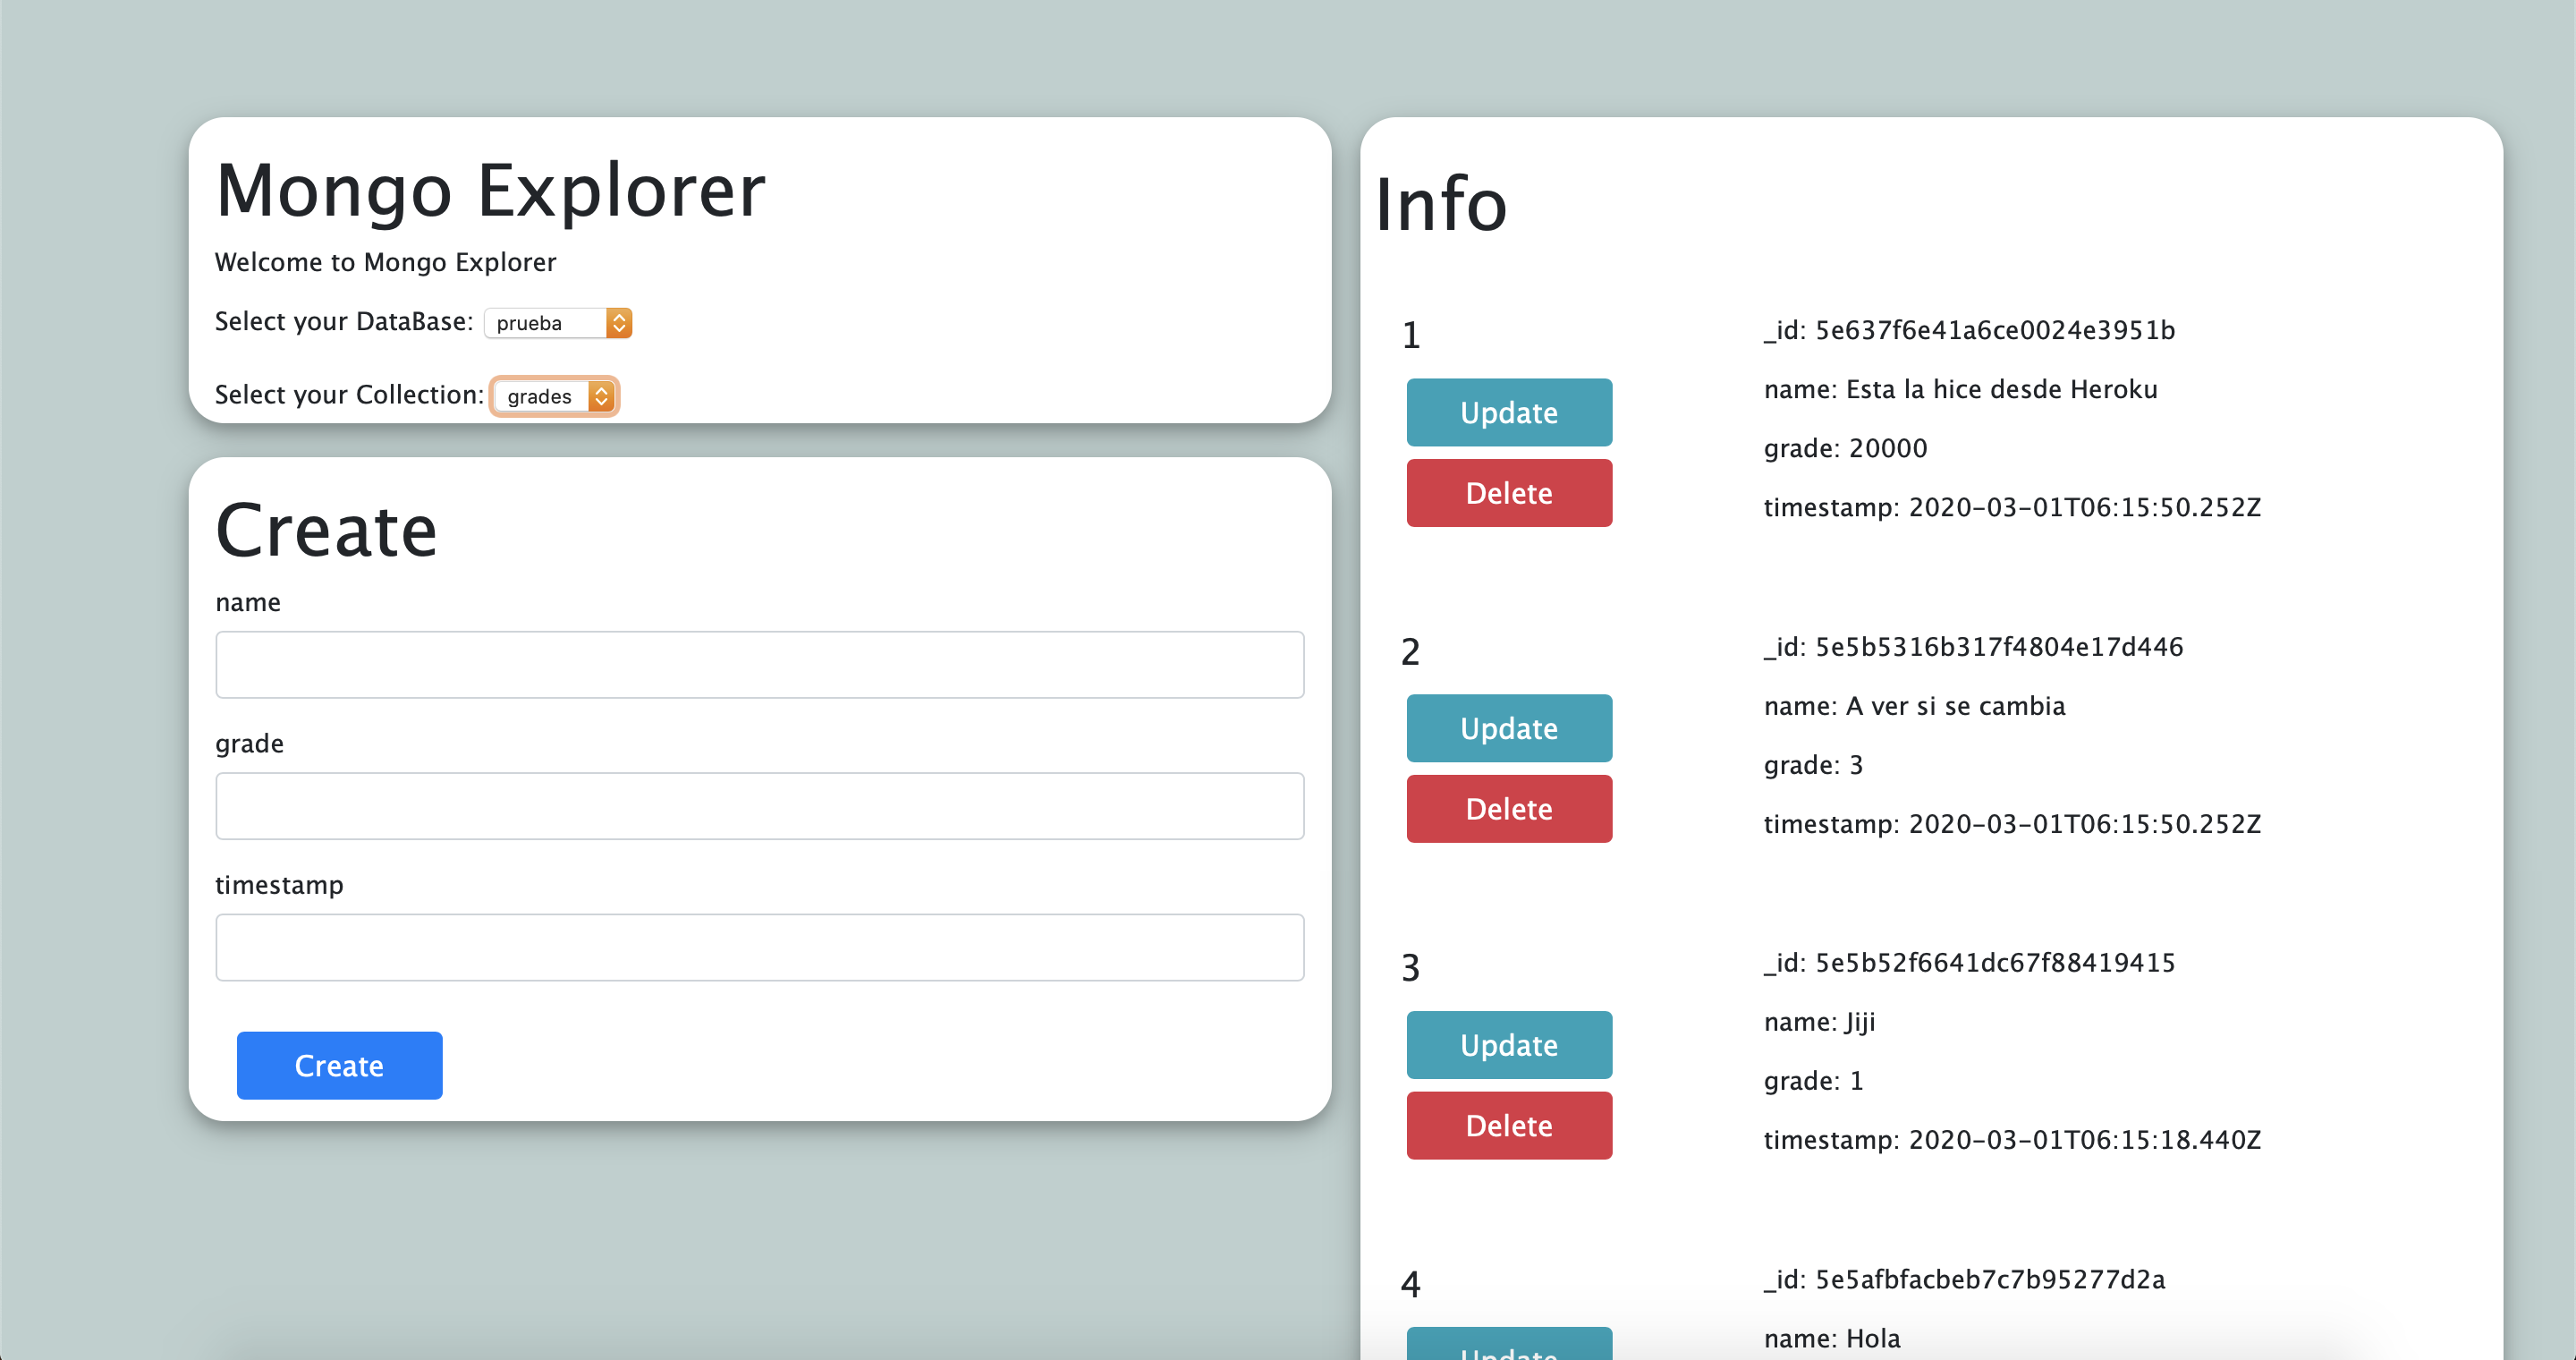 Mongo Explorer
Welcome to Mongo Explorer
Select your DataBase: prueba
Select your Collection: grades
Create
name
grade
timestamp
Create
Info
1
Update
Delete
_id: 5e637f6e41a6ce0024e3951b
name: Esta la hice desde Heroku
grade: 20000
timestamp: 2020-03-01T06:15:50.252Z
2
Update
Delete
_id: 5e5b5316b317f4804e17d446
name: A ver si se cambia
grade: 3
timestamp: 2020-03-01T06:15:50.252Z
3
Update
Delete
_id: 5e5b52f6641dc67f88419415
name: Jiji
grade: 1
timestamp: 2020-03-01T06:15:18.440Z
4
Update
_id: 5e5afbfacbeb7c7b95277d2a
name: Hola